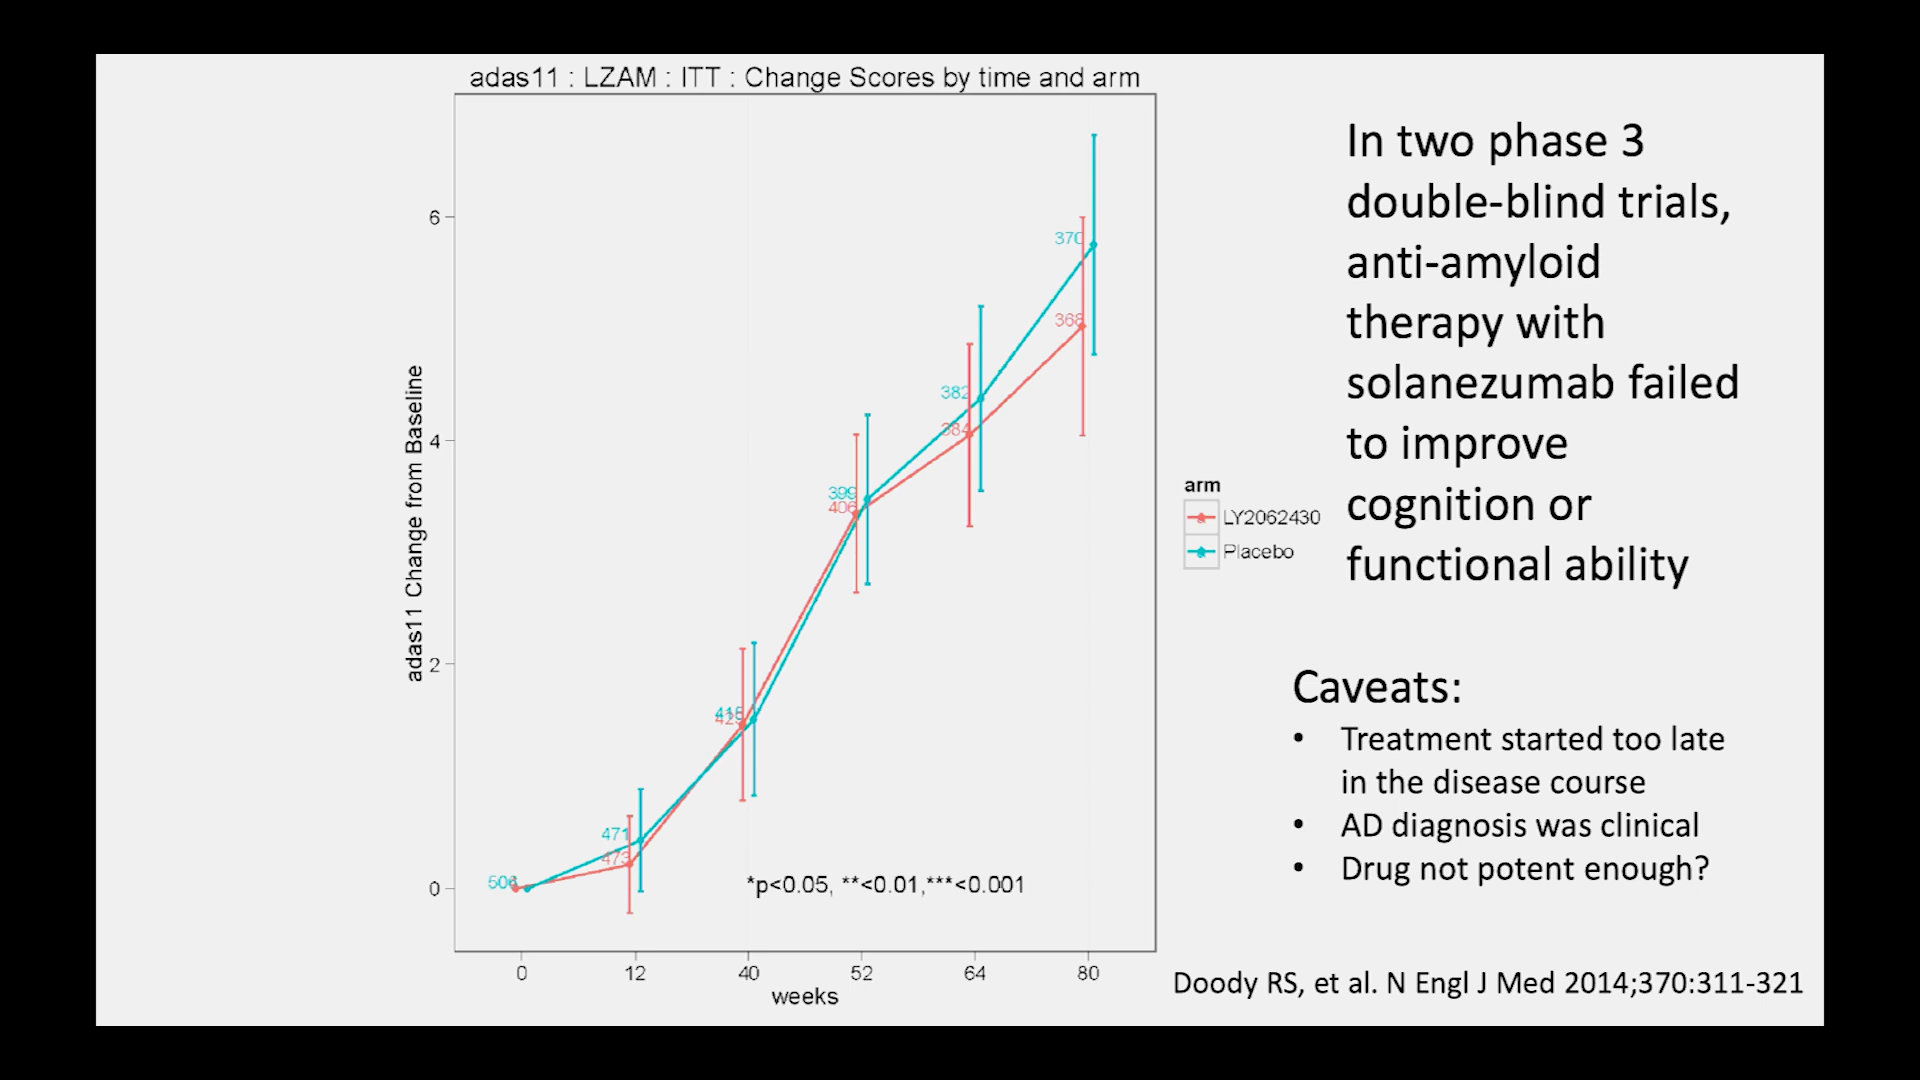 adas11 : LZAM : ITT : Change Scores by time and arm
adas11 Change from Baseline
6
4
2
0
506
471
473
415
399
406
382
384
370
368
*p<0.05, **<0.01,***<0.001
0 12 40 52 64 80
weeks
arm
LY2062430
Placebo
In two phase 3
double-blind trials,
anti-amyloid
therapy with
solanezumab failed
to improve
cognition or
functional ability
Caveats:
• Treatment started too late
in the disease course
• AD diagnosis was clinical
• Drug not potent enough?
Doody RS, et al. N Engl J Med 2014;370:311-321